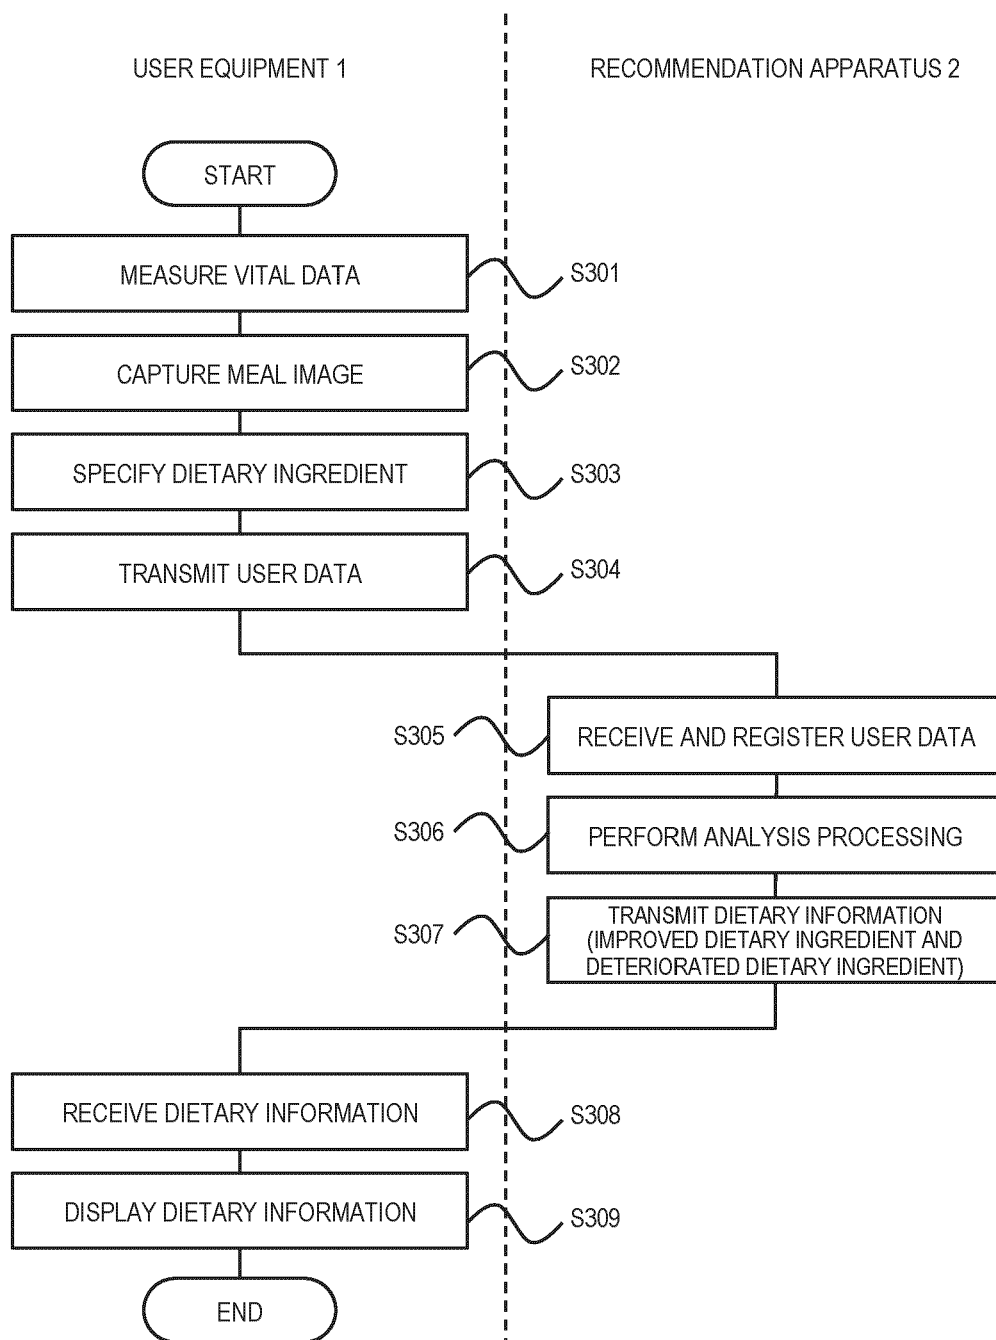 USER EQUIPMENT 1
RECOMMENDATION APPARATUS 2
START
MEASURE VITAL DATA
S301
CAPTURE MEAL IMAGE
S302
SPECIFY DIETARY INGREDIENT
S303
TRANSMIT USER DATA
S304
S305
RECEIVE AND REGISTER USER DATA
S306
PERFORM ANALYSIS PROCESSING
S307
TRANSMIT DIETARY INFORMATION
(IMPROVED DIETARY INGREDIENT AND
DETERIORATED DIETARY INGREDIENT)
RECEIVE DIETARY INFORMATION
S308
DISPLAY DIETARY INFORMATION
S309
END